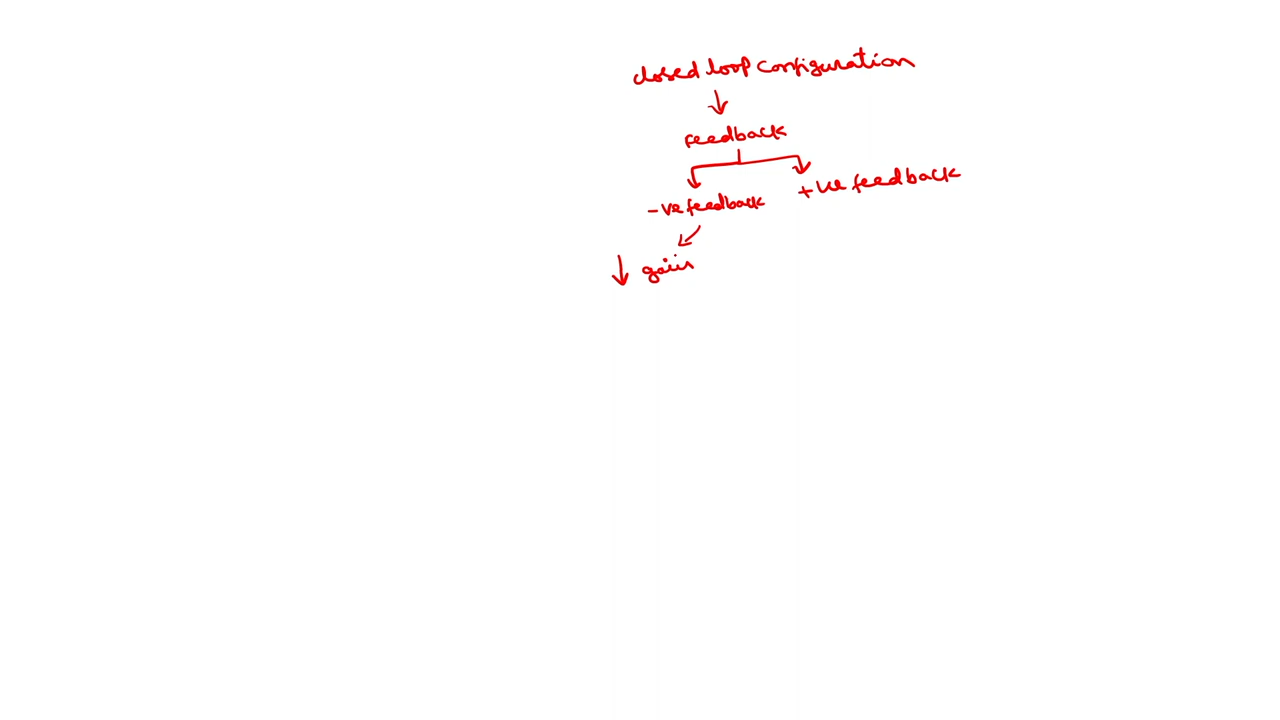 closed loop configuration
↓
feedback
-ve feedback +ve feedback
↓ gain